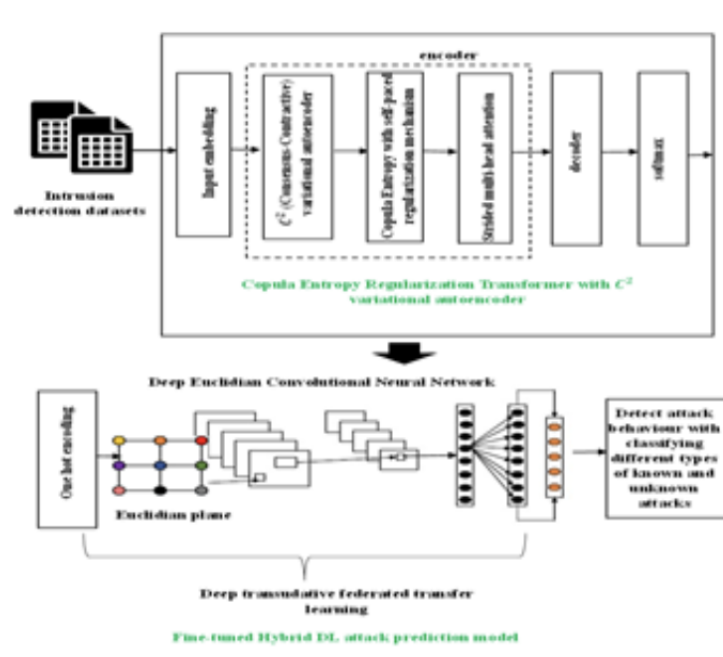 encoder
Input embedding
C² (Consensus-Contractive)
variational autoencoder
Copula Entropy with self-paced
regularization mechanism
Strided multi-head attention
decoder
softmax
Intrusion
detection datasets
Copula Entropy Regularization Transformer with C²
variational autoencoder
Deep Euclidian Convolutional Neural Network
One hot encoding
Euclidian plane
Detect attack
behaviour with
classifying
different types
of known and
unknown
attacks
Deep transudative federated transfer
learning
Fine-tuned Hybrid DL attack prediction model